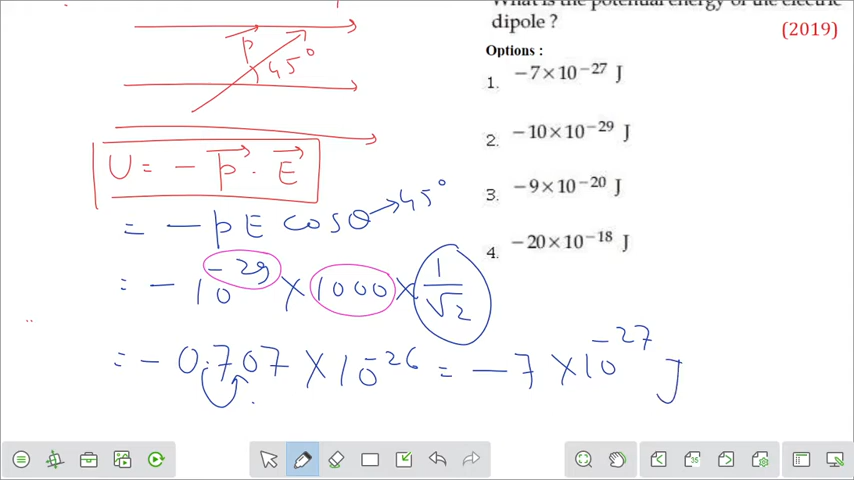 What is the potential energy of the electric
dipole ?
(2019)
Options :
1. −7×10⁻²⁷ J
2. −10×10⁻²⁹ J
3. −9×10⁻²⁰ J
4. −20×10⁻¹⁸ J
p⃗
45°
U = − p⃗ · E⃗
= − p E cos θ → 45°
= − 10⁻²⁹ × 1000 × 1/√2
= − 0.707 × 10⁻²⁶ = − 7 × 10⁻²⁷ J
35